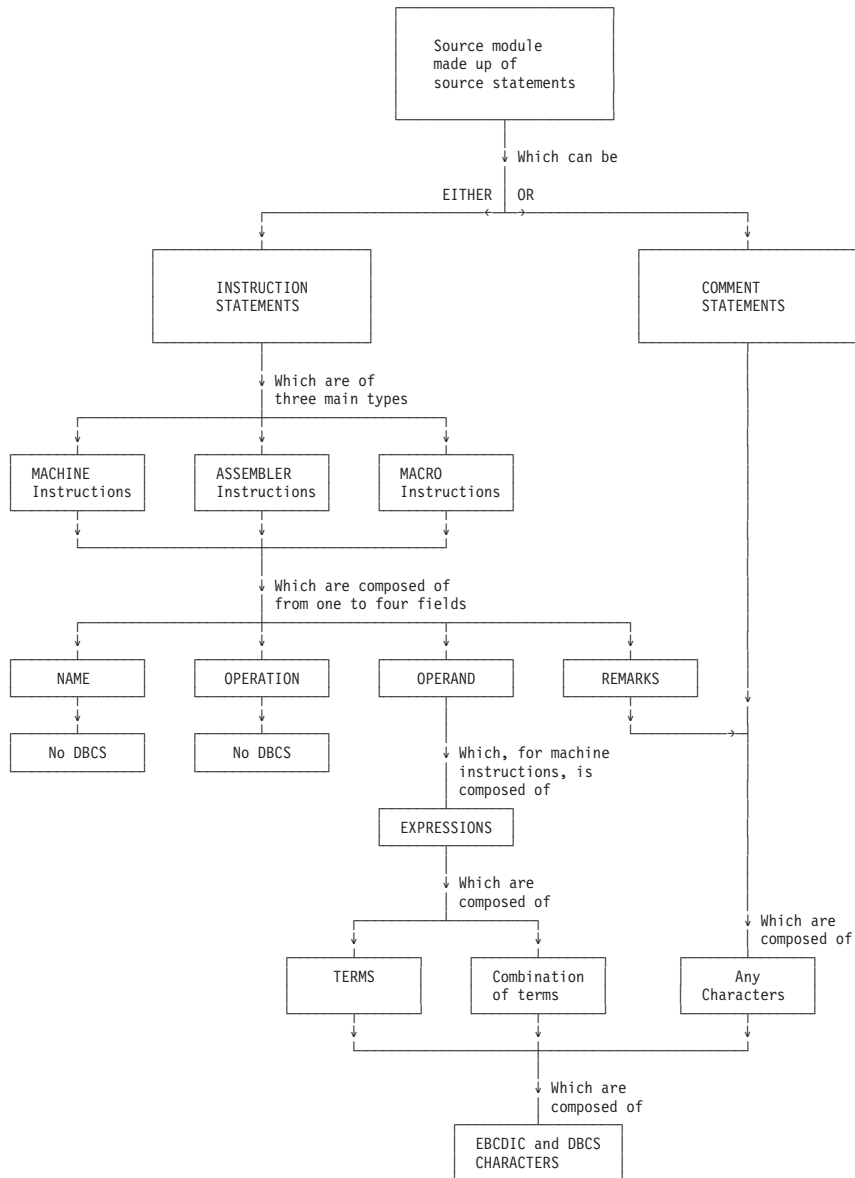 Source module
made up of
source statements
Which can be
EITHER OR
INSTRUCTION
STATEMENTS
COMMENT
STATEMENTS
Which are of
three main types
MACHINE
Instructions
ASSEMBLER
Instructions
MACRO
Instructions
Which are composed of
from one to four fields
NAME
OPERATION
OPERAND
REMARKS
No DBCS
No DBCS
Which, for machine
instructions, is
composed of
EXPRESSIONS
Which are
composed of
Which are
composed of
TERMS
Combination
of terms
Any
Characters
Which are
composed of
EBCDIC and DBCS
CHARACTERS